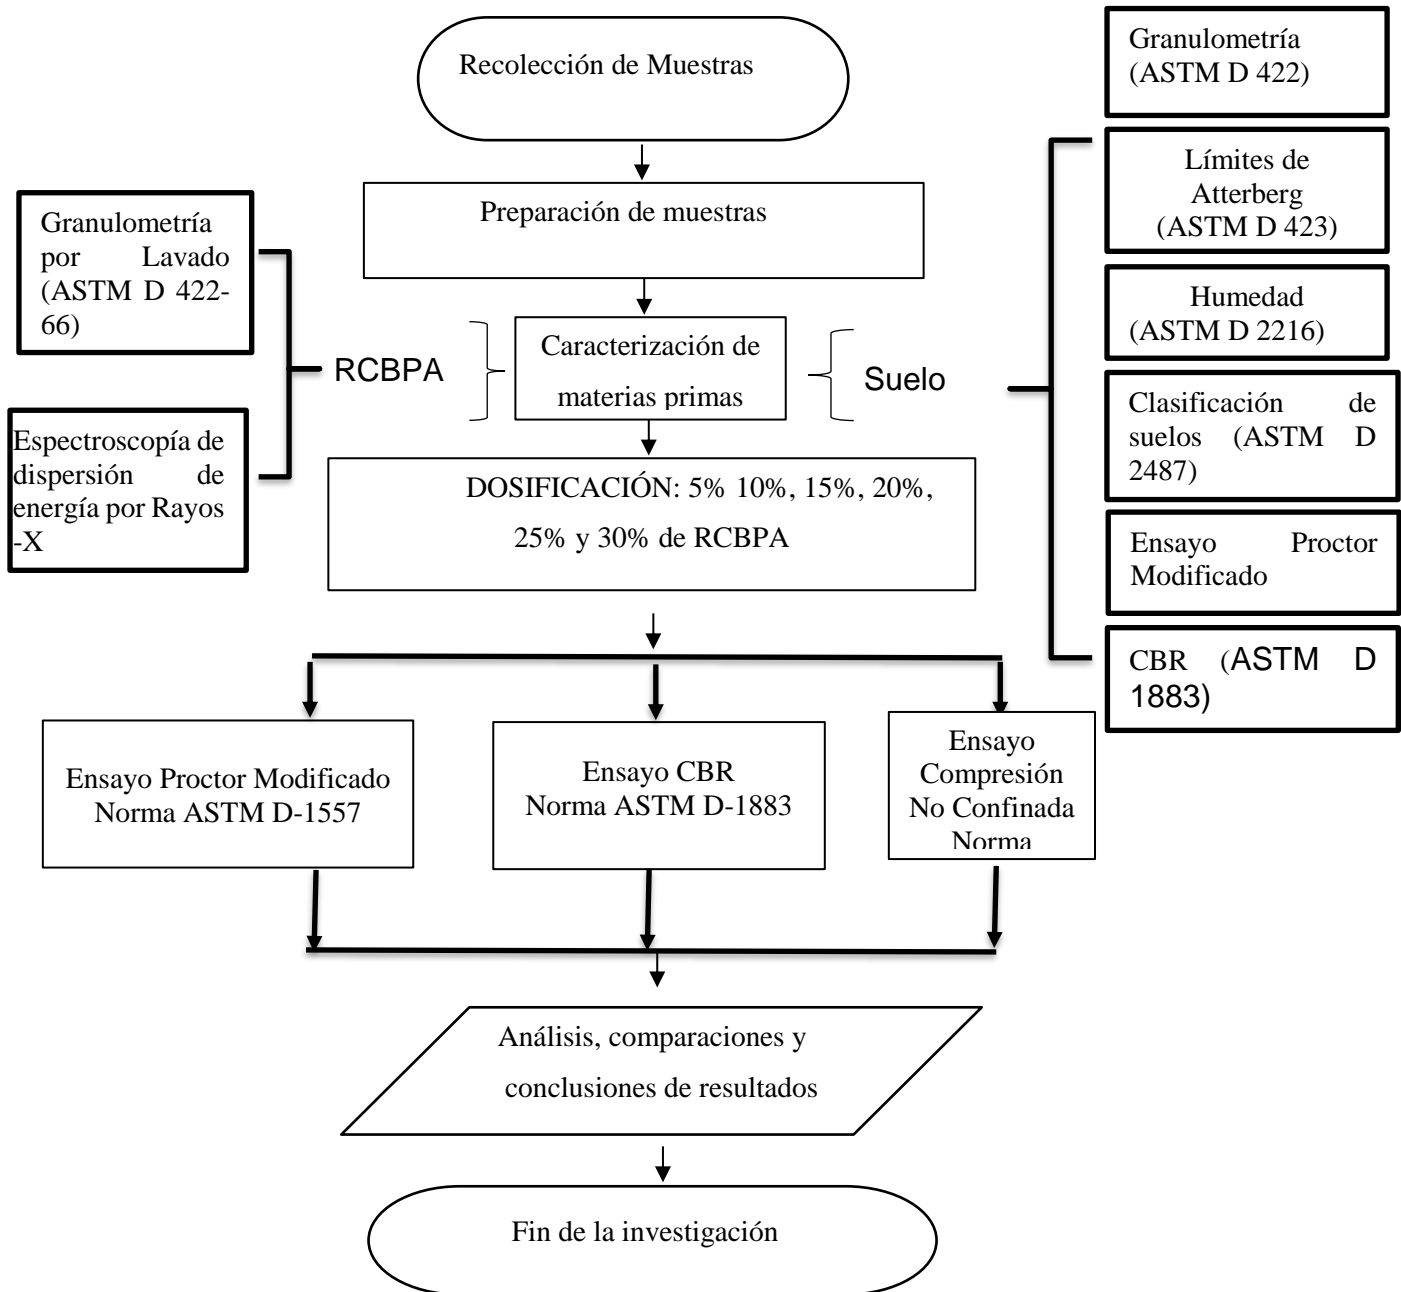 Recolección de Muestras
Preparación de muestras
Granulometría
por Lavado
(ASTM D 422-
66)
Espectroscopía de
dispersión de
energía por Rayos
-X
RCBPA
Caracterización de
materias primas
Suelo
Granulometría
(ASTM D 422)
Límites de
Atterberg
(ASTM D 423)
Humedad
(ASTM D 2216)
Clasificación de
suelos (ASTM D
2487)
Ensayo Proctor
Modificado
CBR (ASTM D
1883)
DOSIFICACIÓN: 5% 10%, 15%, 20%,
25% y 30% de RCBPA
Ensayo Proctor Modificado
Norma ASTM D-1557
Ensayo CBR
Norma ASTM D-1883
Ensayo
Compresión
No Confinada
Norma
Análisis, comparaciones y
conclusiones de resultados
Fin de la investigación